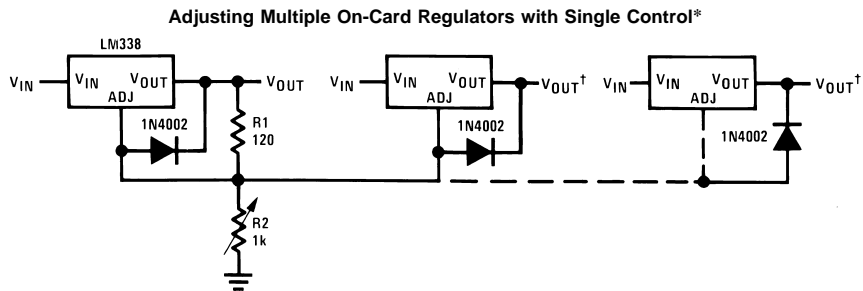 Adjusting Multiple On-Card Regulators with Single Control*
LM338
VIN VIN VOUT VOUT
ADJ
1N4002
R1
120
R2
1k
VIN VIN VOUT VOUT†
ADJ
1N4002
VIN VIN VOUT VOUT†
ADJ
1N4002